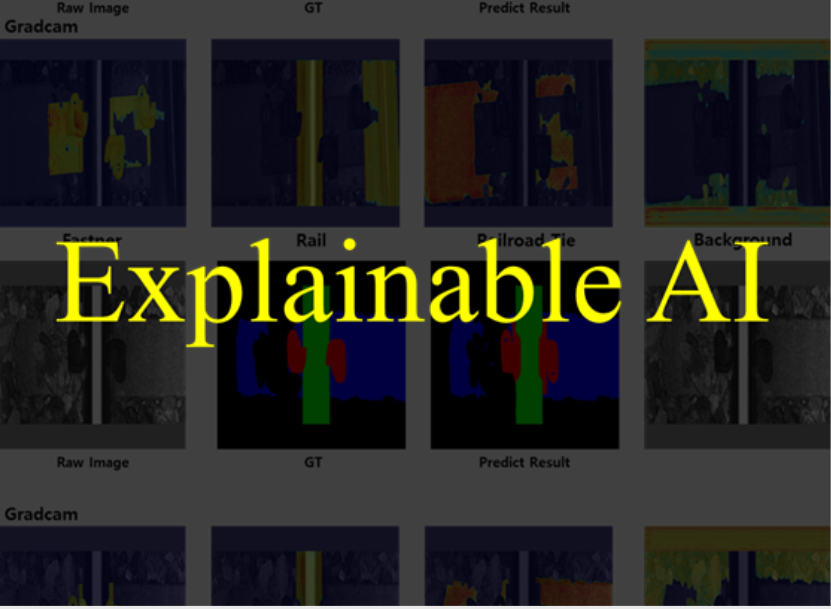 Raw Image GT Predict Result
Gradcam
Fastner Rail Railroad Tie Background
Explainable AI
Raw Image GT Predict Result
Gradcam